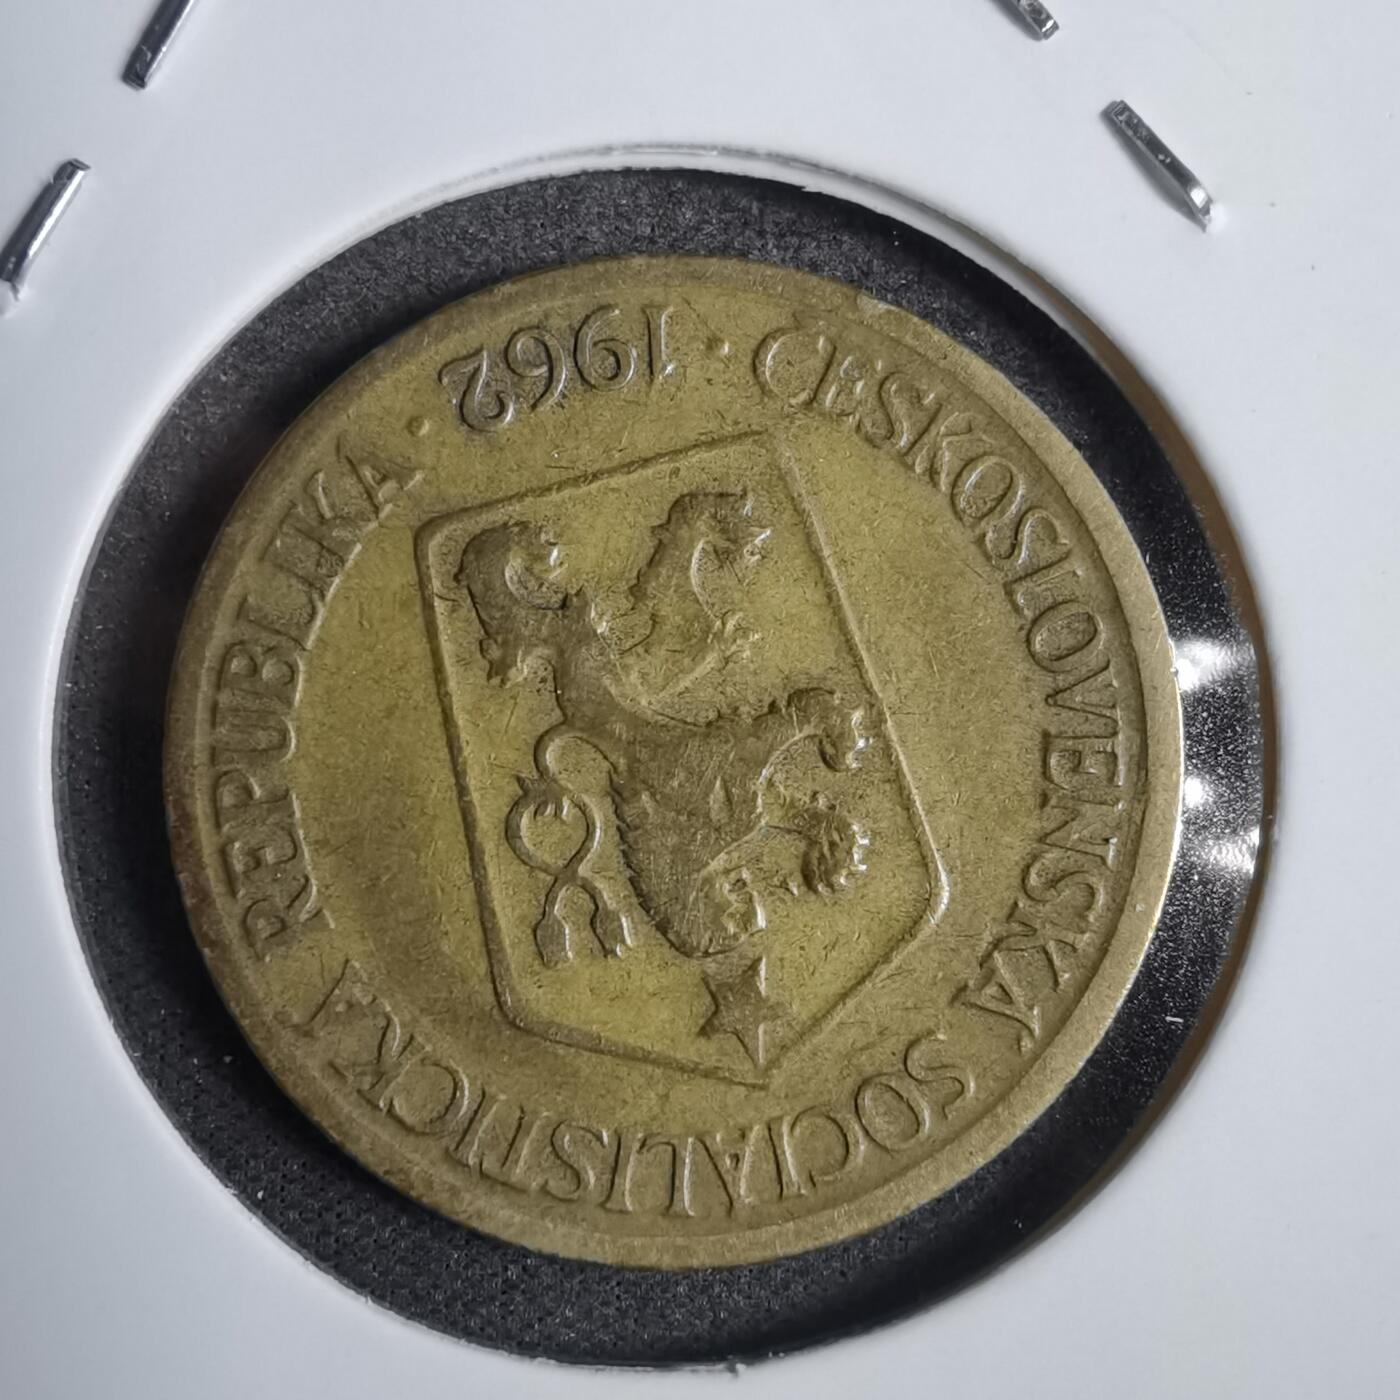 ČESKOSLOVENSKÁ SOCIALISTICKÁ REPUBLIKA
· 1962 ·